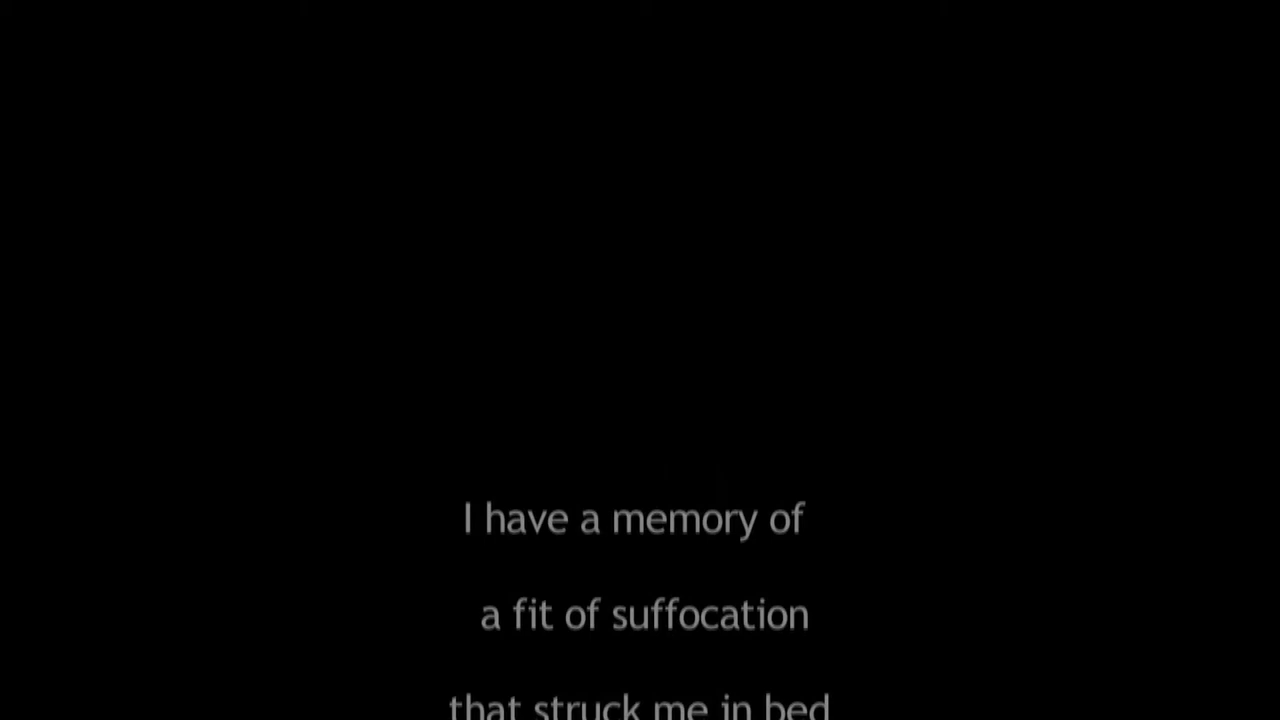 I have a memory of
a fit of suffocation
that struck me in bed